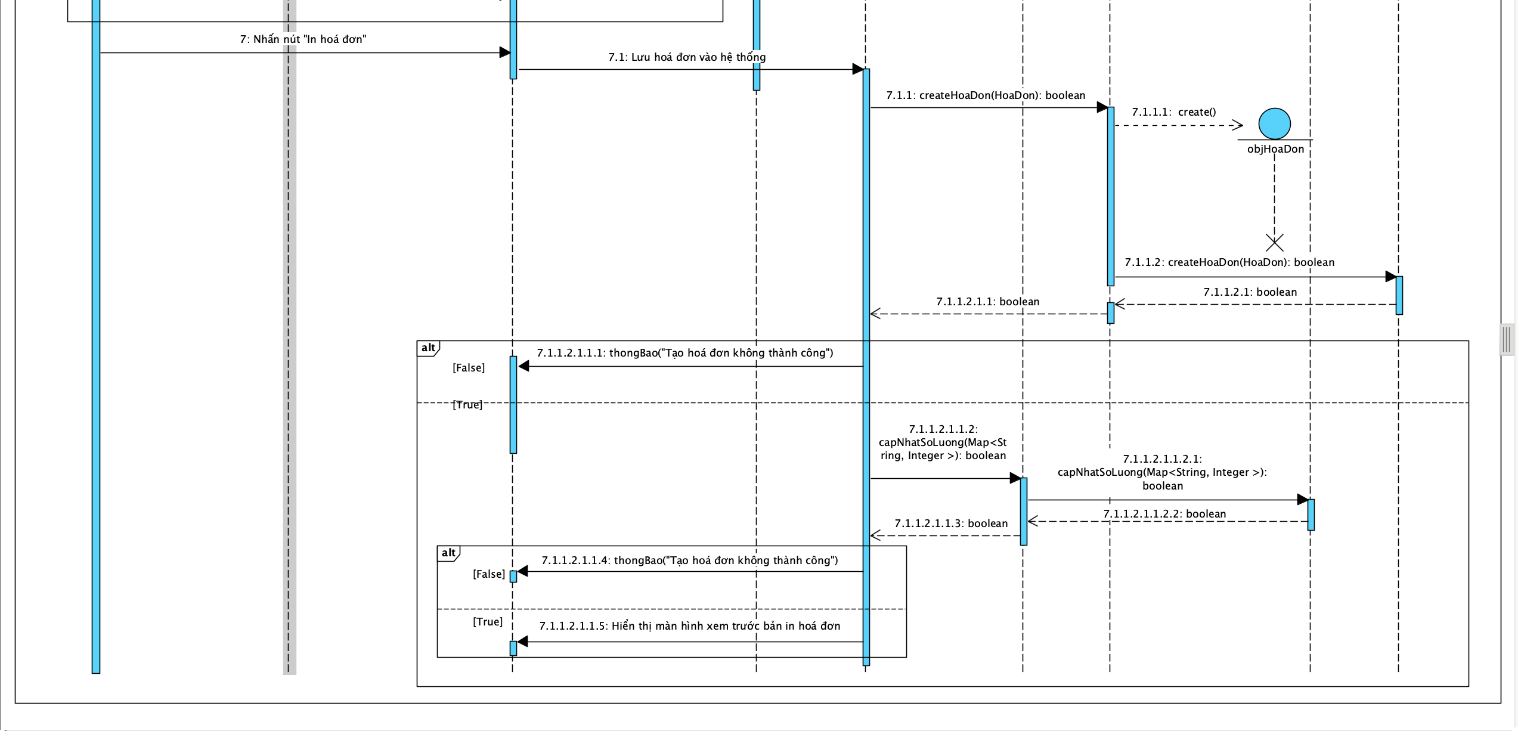 7: Nhấn nút "In hoá đơn"
7.1: Lưu hoá đơn vào hệ thống
7.1.1: createHoaDon(HoaDon): boolean
7.1.1.1: create()
objHoaDon
7.1.1.2: createHoaDon(HoaDon): boolean
7.1.1.2.1: boolean
7.1.1.2.1.1: boolean
alt
7.1.1.2.1.1.1: thongBao("Tạo hoá đơn không thành công")
[False]
[True]
7.1.1.2.1.1.2:
capNhatSoLuong(Map<St
ring, Integer >): boolean
7.1.1.2.1.1.2.1:
capNhatSoLuong(Map<String, Integer >):
boolean
7.1.1.2.1.1.2.2: boolean
7.1.1.2.1.1.3: boolean
alt
7.1.1.2.1.1.4: thongBao("Tạo hoá đơn không thành công")
[False]
[True]
7.1.1.2.1.1.5: Hiển thị màn hình xem trước bản in hoá đơn